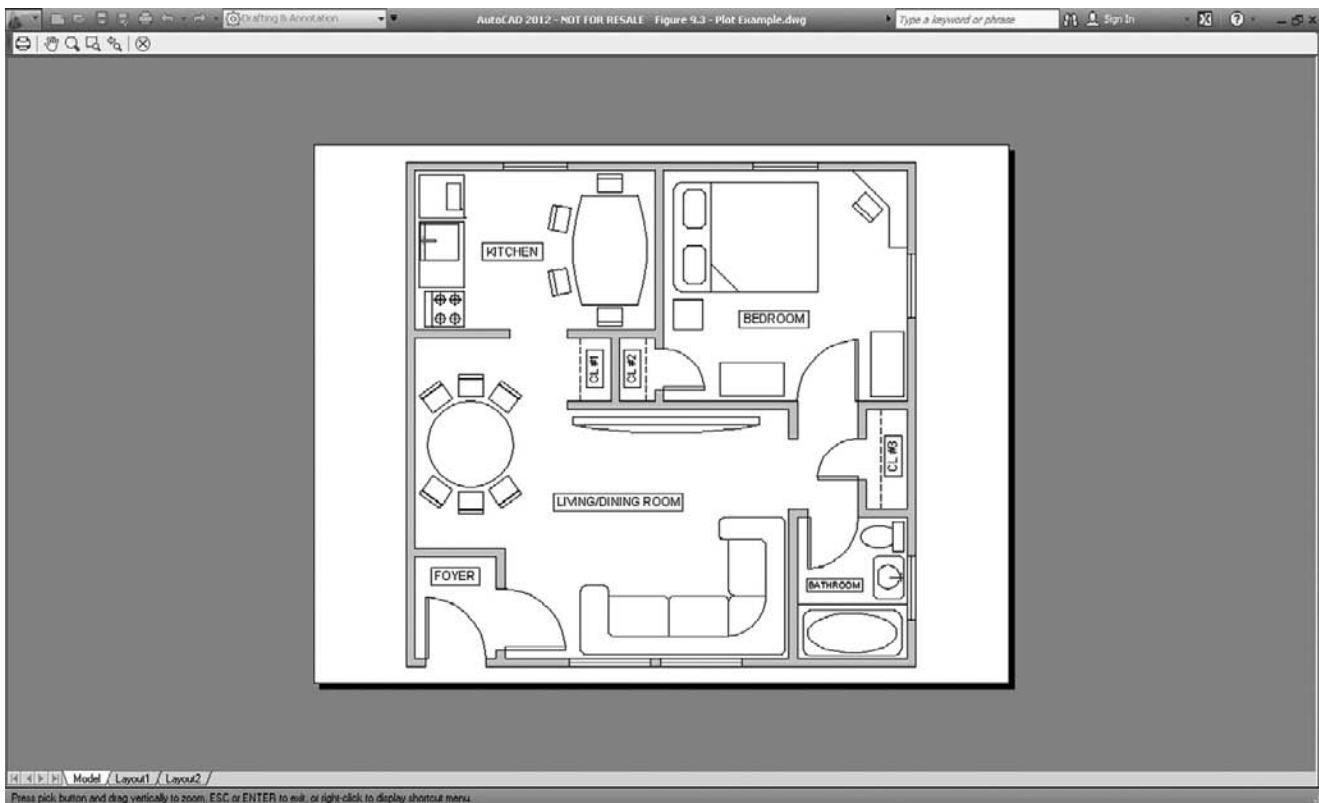 Drafting & Annotation
AutoCAD 2012 - NOT FOR RESALE Figure 9.3 - Plot Example.dwg
Type a keyword or phrase
Sign In
KITCHEN
BEDROOM
CL #1
CL #2
CL #3
LIVING/DINING ROOM
FOYER
BATHROOM
Model
Layout1
Layout2
Press pick button and drag vertically to zoom. ESC or ENTER to exit, or right-click to display shortcut menu.